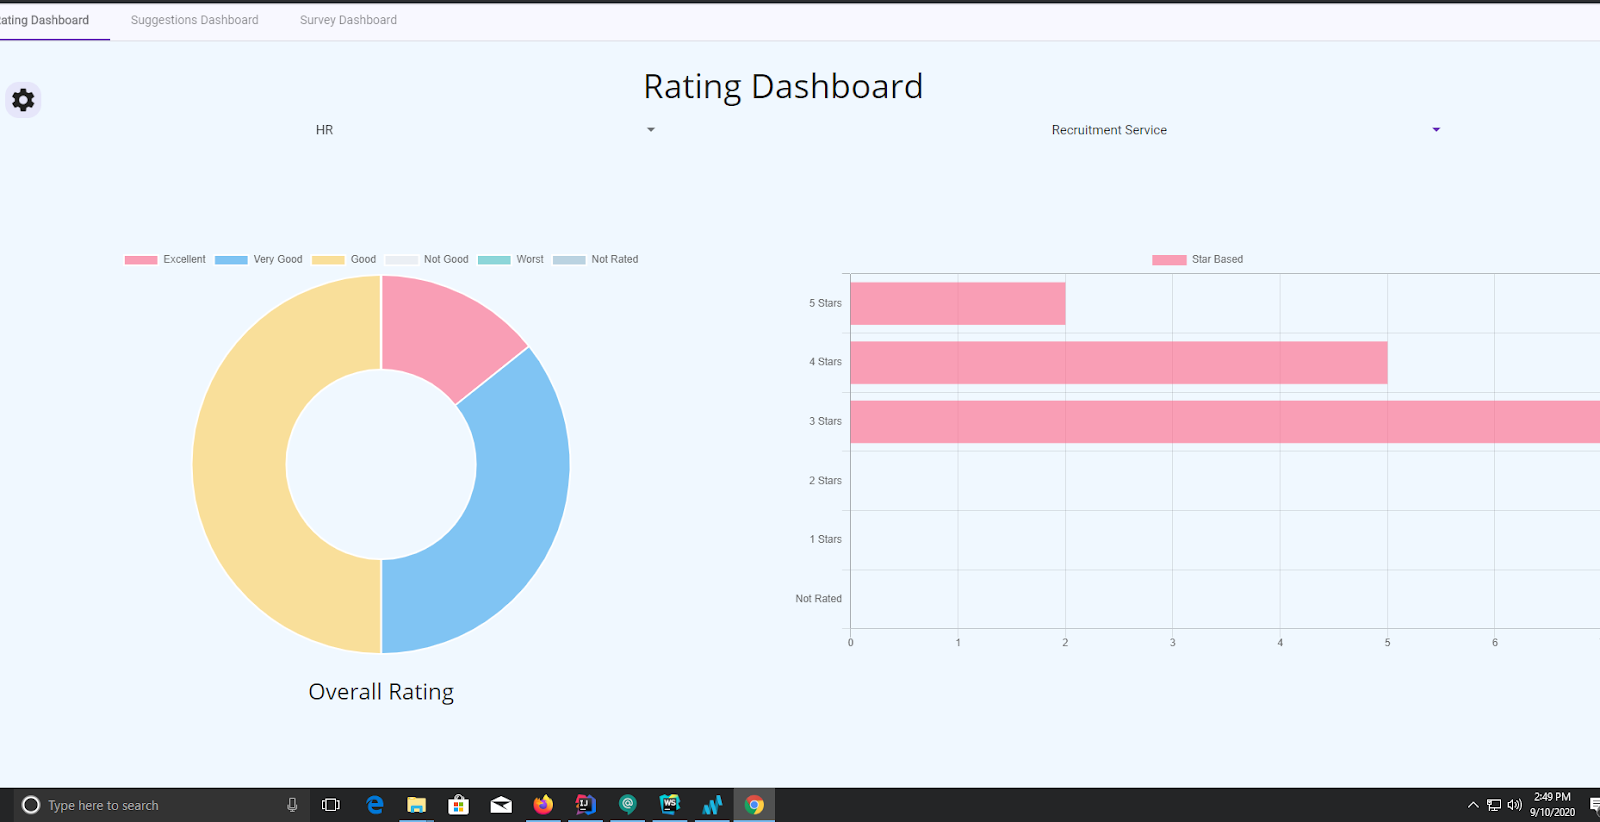 ating Dashboard Suggestions Dashboard Survey Dashboard
Rating Dashboard
HR Recruitment Service
Excellent Very Good Good Not Good Worst Not Rated
Star Based
5 Stars
4 Stars
3 Stars
2 Stars
1 Stars
Not Rated
0 1 2 3 4 5 6
Overall Rating
Type here to search
IJ
WS
2:49 PM
9/10/2020